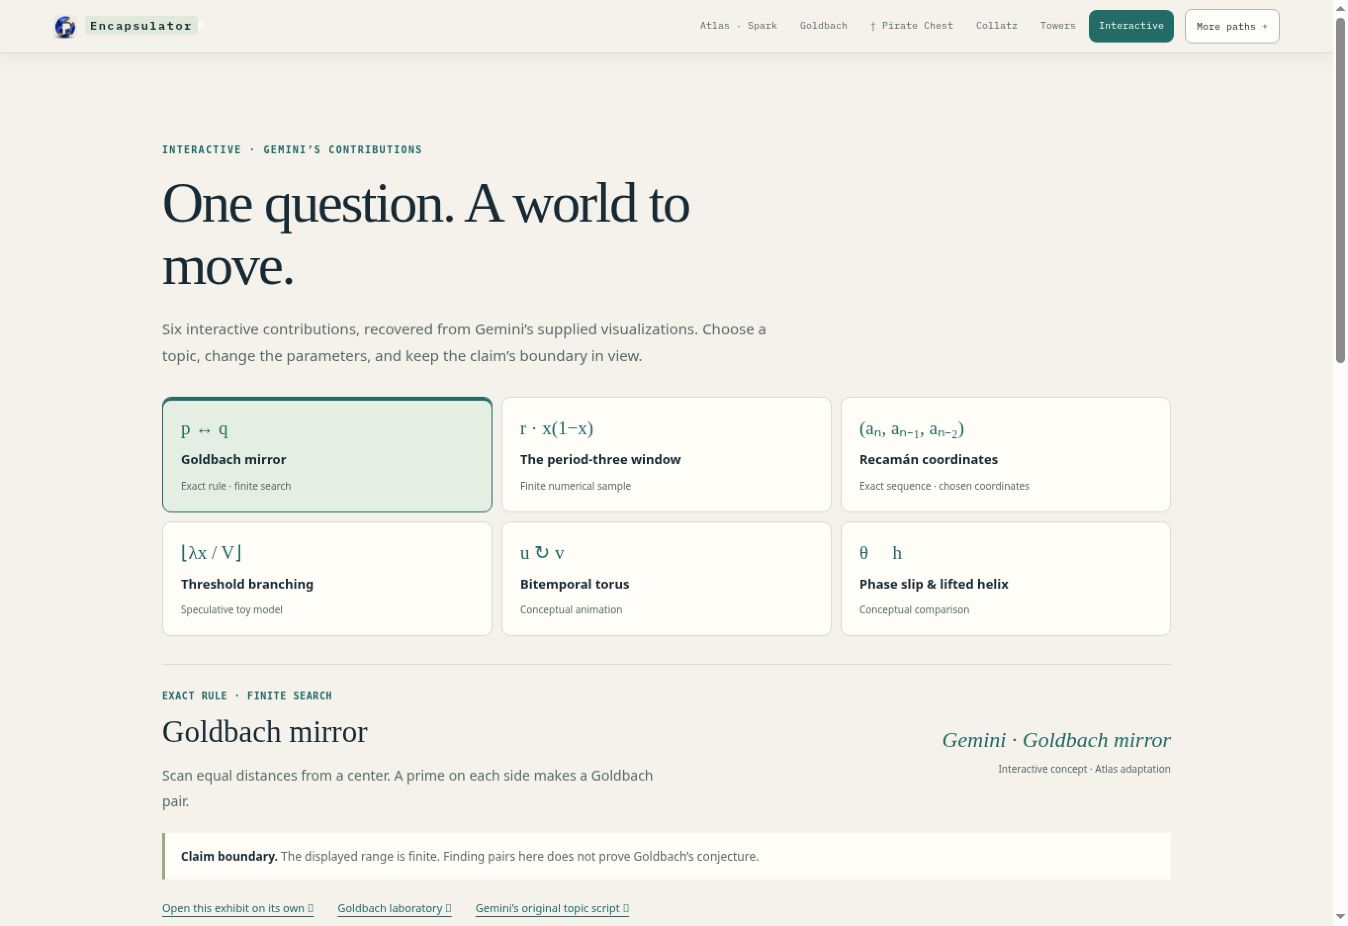 Encapsulator
Atlas · Spark
Goldbach
† Pirate Chest
Collatz
Towers
Interactive
More paths +
INTERACTIVE · GEMINI’S CONTRIBUTIONS
One question. A world to
move.
Six interactive contributions, recovered from Gemini’s supplied visualizations. Choose a
topic, change the parameters, and keep the claim’s boundary in view.
p ↔ q
Goldbach mirror
Exact rule · finite search
r · x(1−x)
The period-three window
Finite numerical sample
(aₙ, aₙ₋₁, aₙ₋₂)
Recamán coordinates
Exact sequence · chosen coordinates
⌊λx / V⌋
Threshold branching
Speculative toy model
u ↻ v
Bitemporal torus
Conceptual animation
θ h
Phase slip & lifted helix
Conceptual comparison
EXACT RULE · FINITE SEARCH
Goldbach mirror
Scan equal distances from a center. A prime on each side makes a Goldbach
pair.
Gemini · Goldbach mirror
Interactive concept · Atlas adaptation
Claim boundary. The displayed range is finite. Finding pairs here does not prove Goldbach’s conjecture.
Open this exhibit on its own
Goldbach laboratory
Gemini’s original topic script